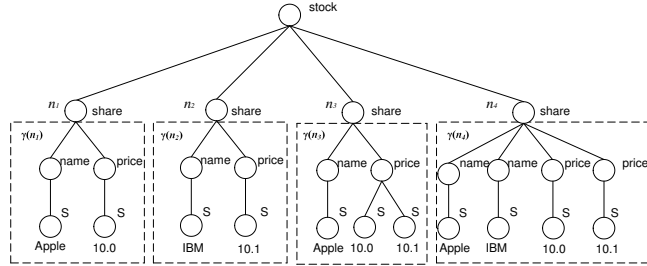 stock
n1 share n2 share n3 share n4 share
γ(n1) γ(n2) γ(n3) γ(n4)
name price name price name price name name price price
S S S S S S S S S S S
Apple 10.0 IBM 10.1 Apple 10.0 10.1 Apple IBM 10.0 10.1